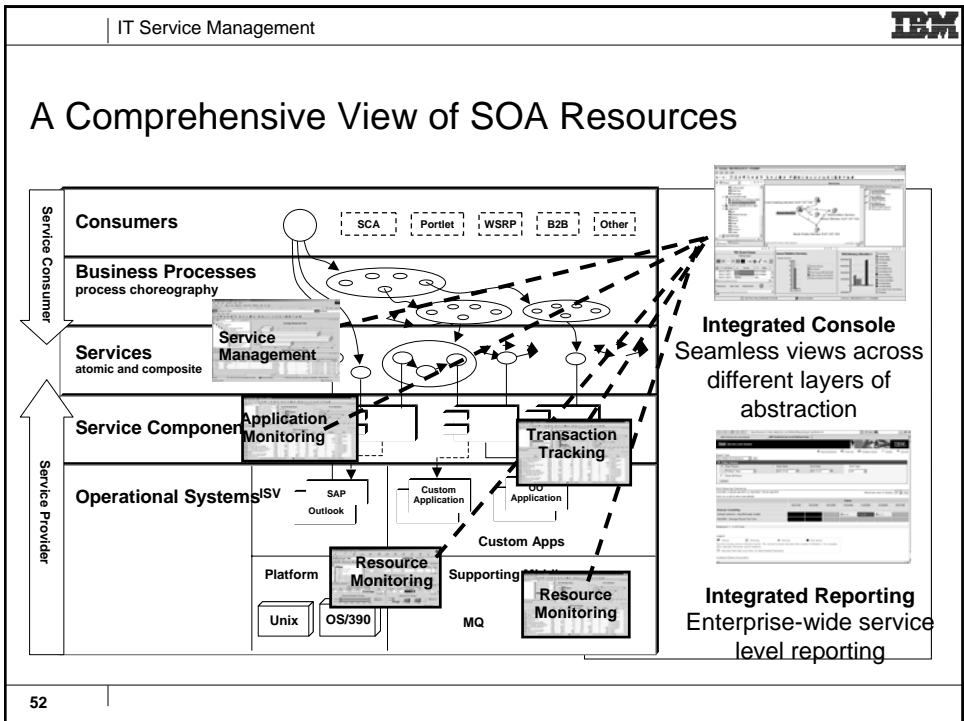 IT Service Management
IBM
A Comprehensive View of SOA Resources
Service Consumer
Service Provider
Consumers
SCA
Portlet
WSRP
B2B
Other
Business Processes
process choreography
Service
Management
Services
atomic and composite
Service Componen
Application
Monitoring
Transaction
Tracking
Operational Systems
ISV
SAP
Outlook
Custom
Application
OO
Application
Custom Apps
Platform
Resource
Monitoring
Supporting
Resource
Monitoring
Unix
OS/390
MQ
Integrated Console
Seamless views across
different layers of
abstraction
Integrated Reporting
Enterprise-wide service
level reporting
52